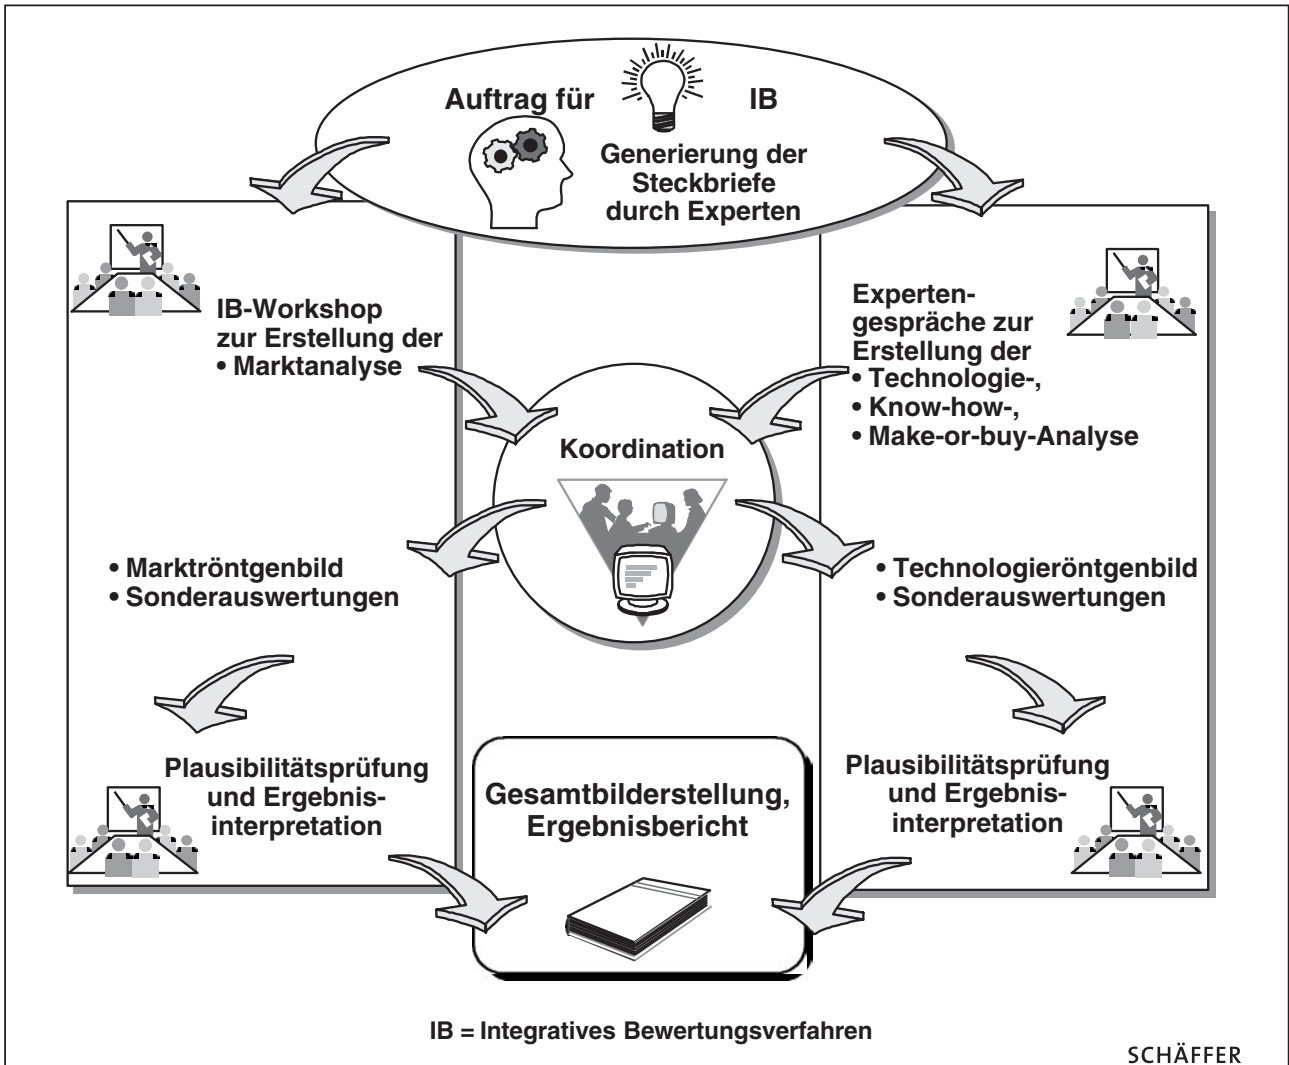 Auftrag für IB
Generierung der
Steckbriefe
durch Experten
IB-Workshop
zur Erstellung der
• Marktanalyse
Experten-
gespräche zur
Erstellung der
• Technologie-,
• Know-how-,
• Make-or-buy-Analyse
Koordination
• Marktröntgenbild
• Sonderauswertungen
• Technologieröntgenbild
• Sonderauswertungen
Plausibilitätsprüfung
und Ergebnis-
interpretation
Plausibilitätsprüfung
und Ergebnis-
interpretation
Gesamtbilderstellung,
Ergebnisbericht
IB = Integratives Bewertungsverfahren
SCHÄFFER